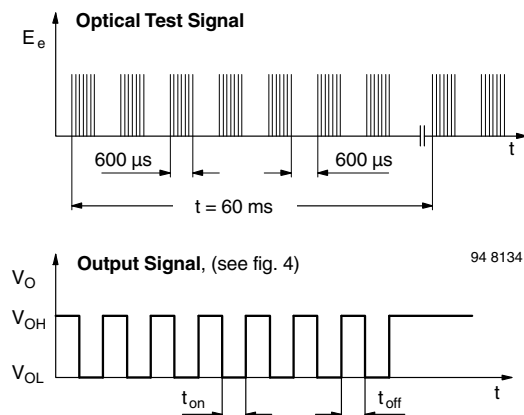 Optical Test Signal
E e
600 µs
600 µs
t
t = 60 ms
Output Signal, (see fig. 4)
94 8134
V O
V OH
V OL
t on
t off
t